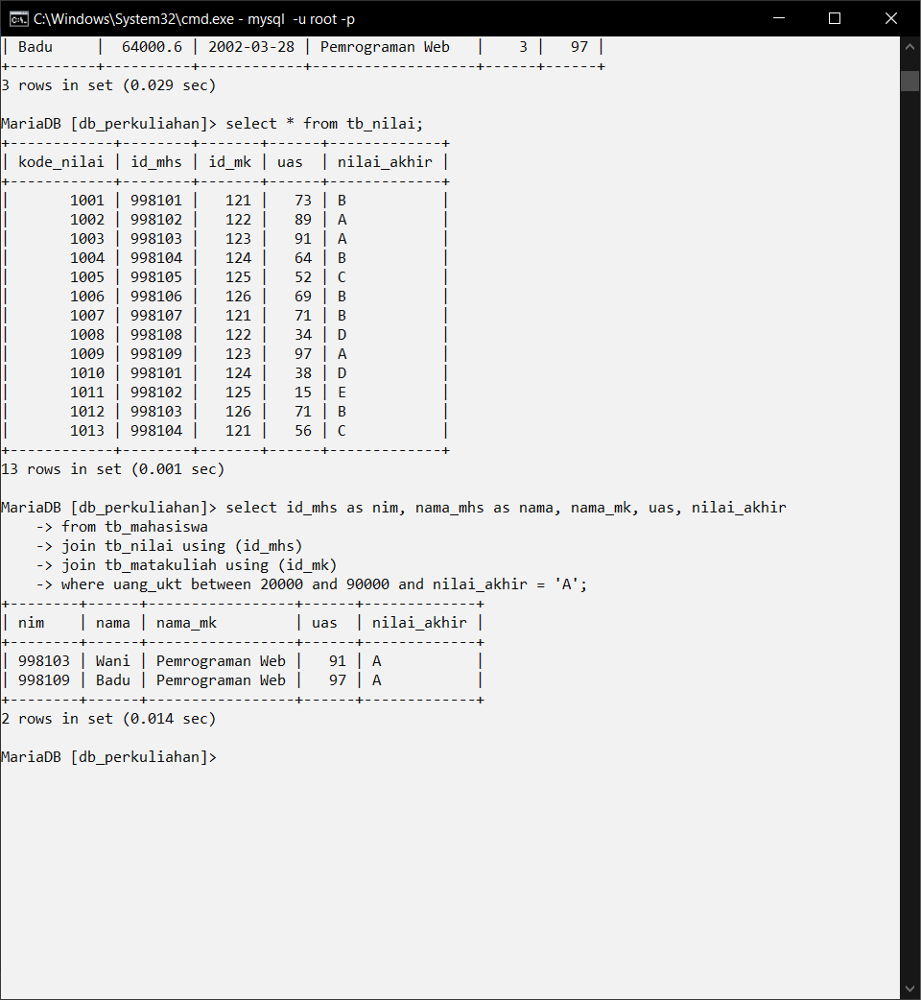 C:\Windows\System32\cmd.exe - mysql  -u root -p
| Badu     |  64000.6 | 2002-03-28 | Pemrograman Web   |    3 |   97 |
+----------+----------+------------+-------------------+------+------+
3 rows in set (0.029 sec)

MariaDB [db_perkuliahan]> select * from tb_nilai;
+------------+--------+-------+------+-------------+
| kode_nilai | id_mhs | id_mk | uas  | nilai_akhir |
+------------+--------+-------+------+-------------+
|       1001 | 998101 |   121 |   73 | B           |
|       1002 | 998102 |   122 |   89 | A           |
|       1003 | 998103 |   123 |   91 | A           |
|       1004 | 998104 |   124 |   64 | B           |
|       1005 | 998105 |   125 |   52 | C           |
|       1006 | 998106 |   126 |   69 | B           |
|       1007 | 998107 |   121 |   71 | B           |
|       1008 | 998108 |   122 |   34 | D           |
|       1009 | 998109 |   123 |   97 | A           |
|       1010 | 998101 |   124 |   38 | D           |
|       1011 | 998102 |   125 |   15 | E           |
|       1012 | 998103 |   126 |   71 | B           |
|       1013 | 998104 |   121 |   56 | C           |
+------------+--------+-------+------+-------------+
13 rows in set (0.001 sec)

MariaDB [db_perkuliahan]> select id_mhs as nim, nama_mhs as nama, nama_mk, uas, nilai_akhir
    -> from tb_mahasiswa
    -> join tb_nilai using (id_mhs)
    -> join tb_matakuliah using (id_mk)
    -> where uang_ukt between 20000 and 90000 and nilai_akhir = 'A';
+--------+------+-----------------+------+-------------+
| nim    | nama | nama_mk         | uas  | nilai_akhir |
+--------+------+-----------------+------+-------------+
| 998103 | Wani | Pemrograman Web |   91 | A           |
| 998109 | Badu | Pemrograman Web |   97 | A           |
+--------+------+-----------------+------+-------------+
2 rows in set (0.014 sec)

MariaDB [db_perkuliahan]>